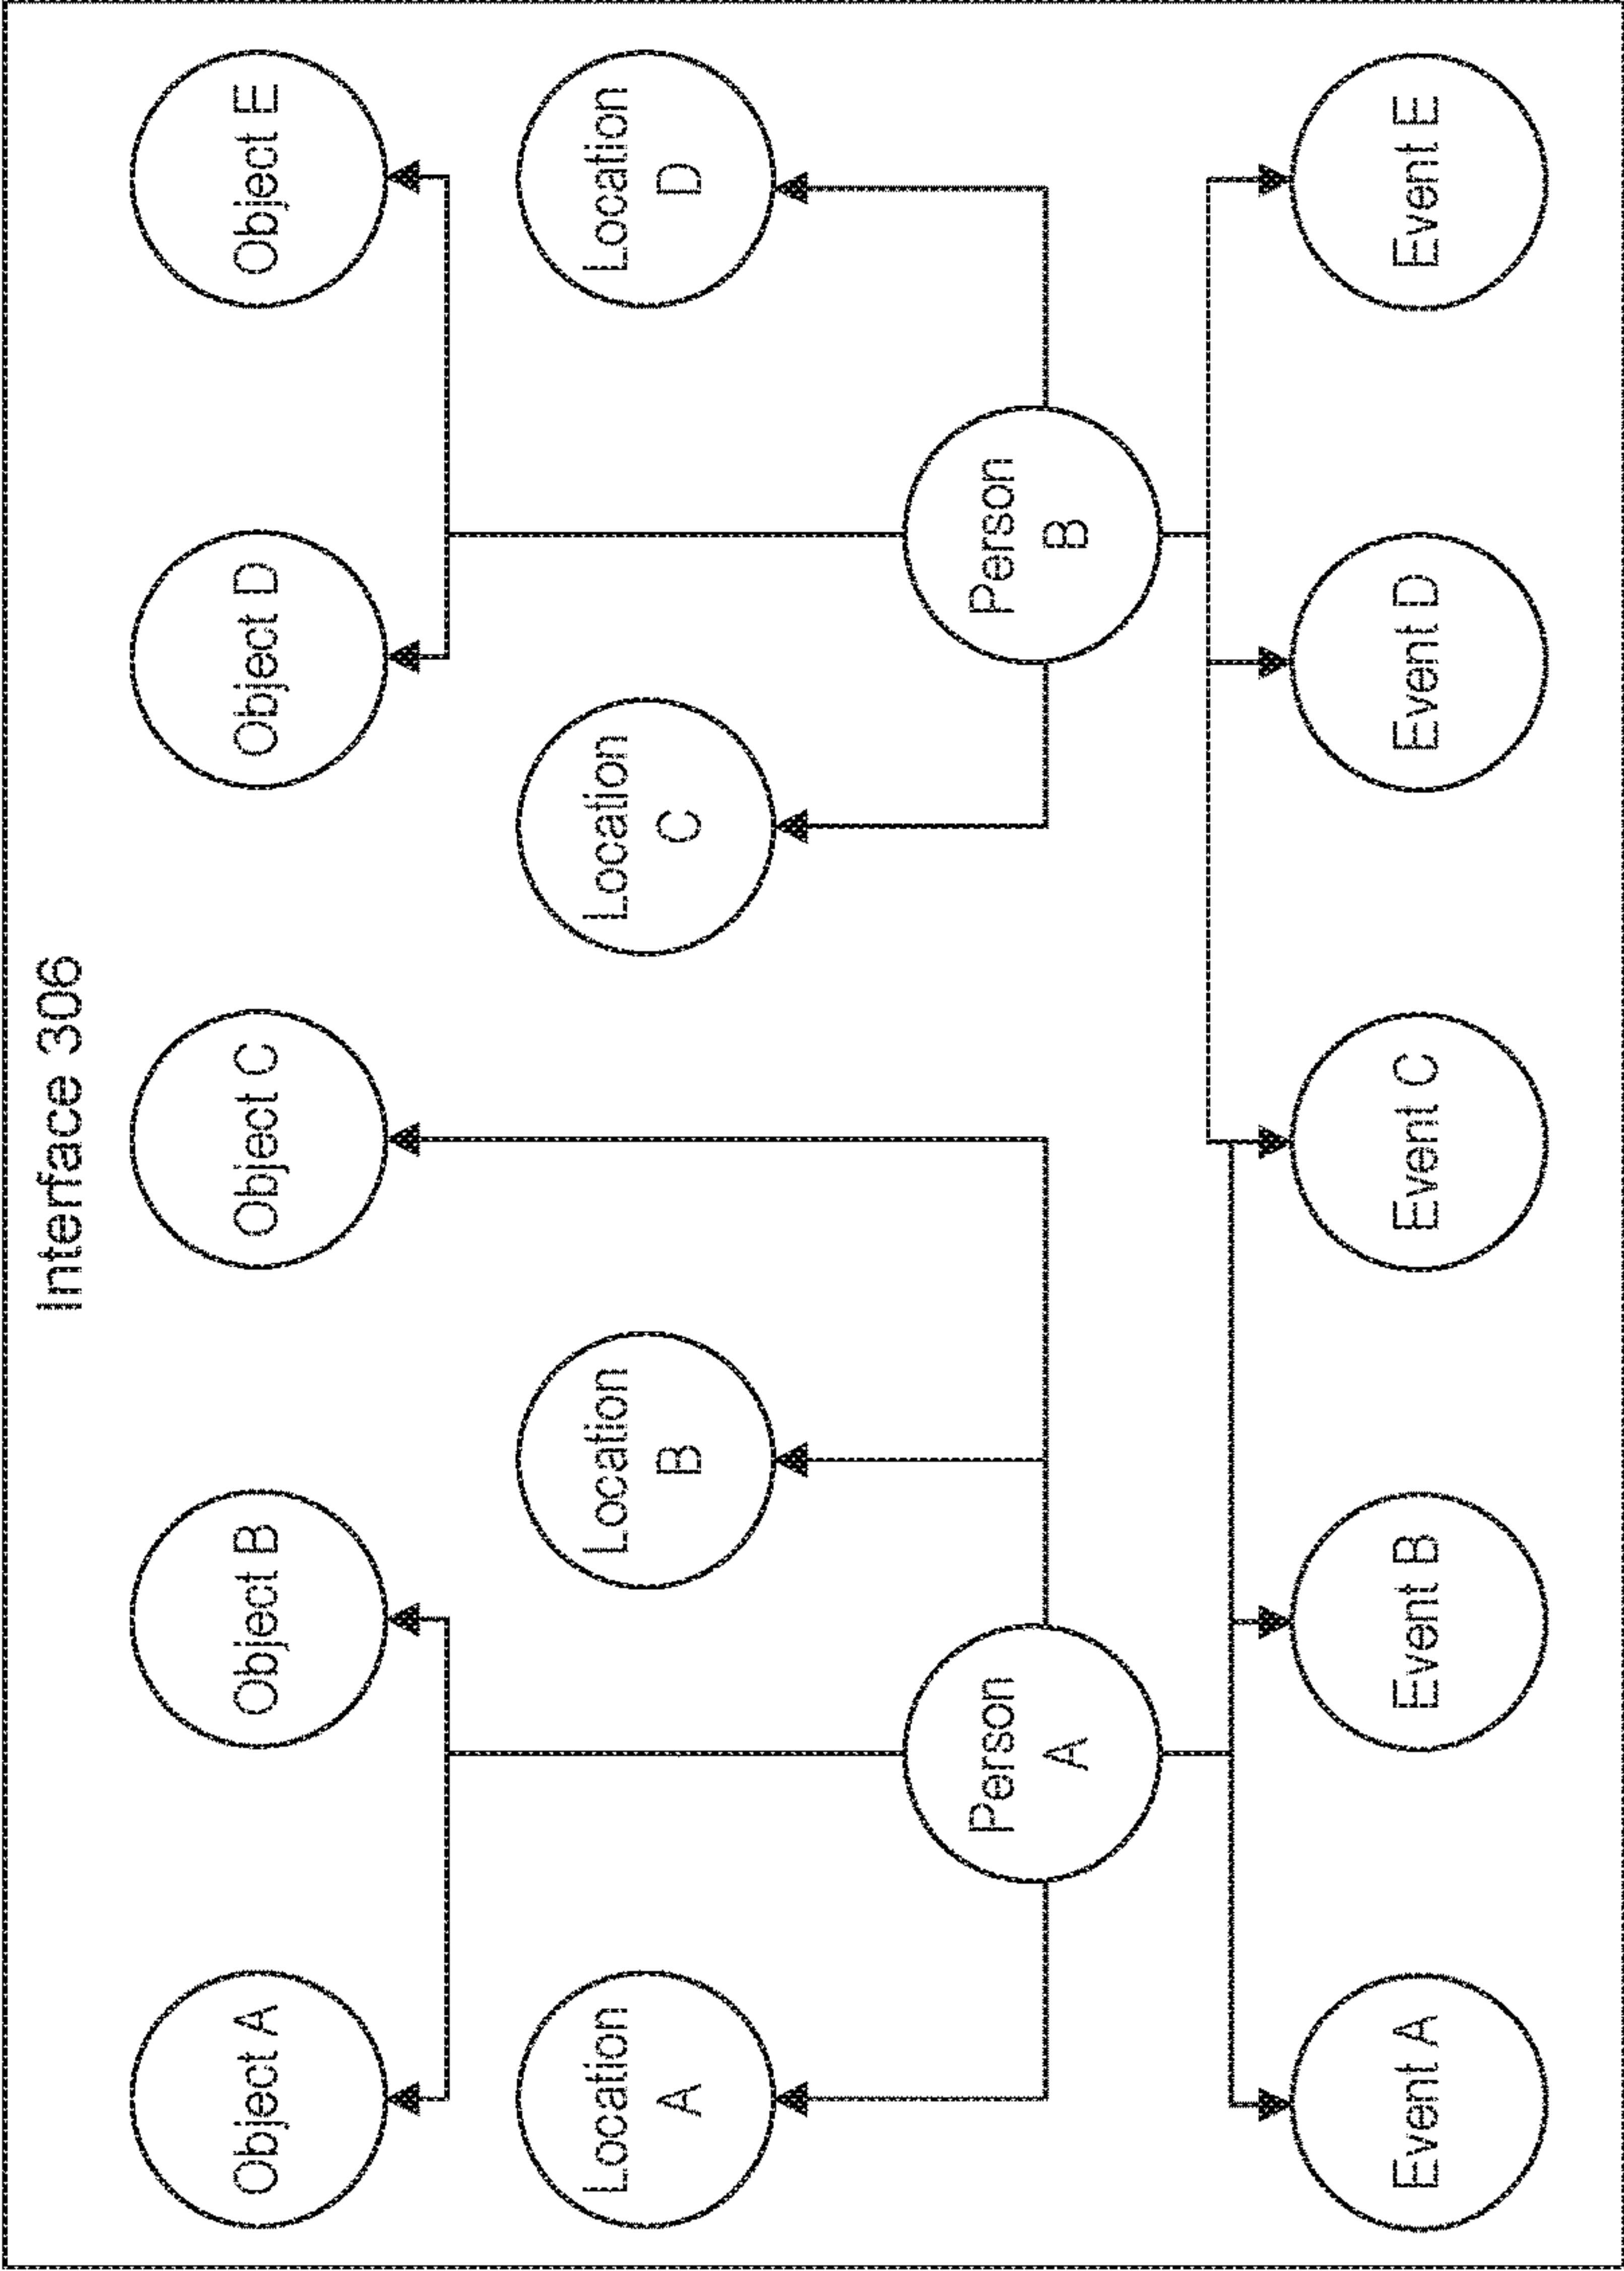 Interface 306
Object A
Object B
Object C
Object D
Object E
Location
A
Location
B
Location
C
Location
D
Person
A
Person
B
Event A
Event B
Event C
Event D
Event E